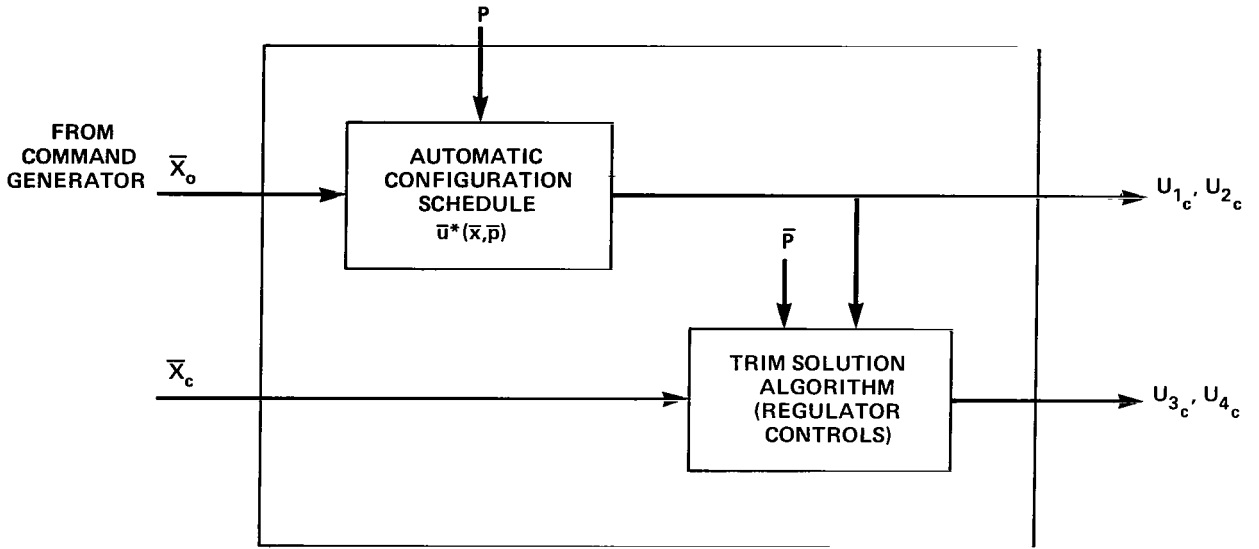 P
FROM
COMMAND
GENERATOR
X̅ₒ
AUTOMATIC
CONFIGURATION
SCHEDULE
u̅*(x̅,p̅)
U₁c, U₂c
P̅
X̅c
TRIM SOLUTION
ALGORITHM
(REGULATOR
CONTROLS)
U₃c, U₄c